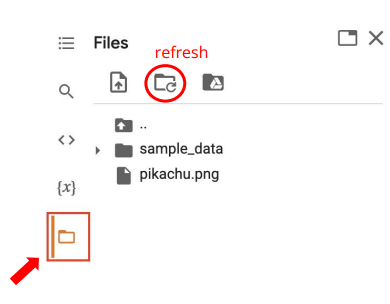 Files
refresh
..
sample_data
< >
pikachu.png
{x}